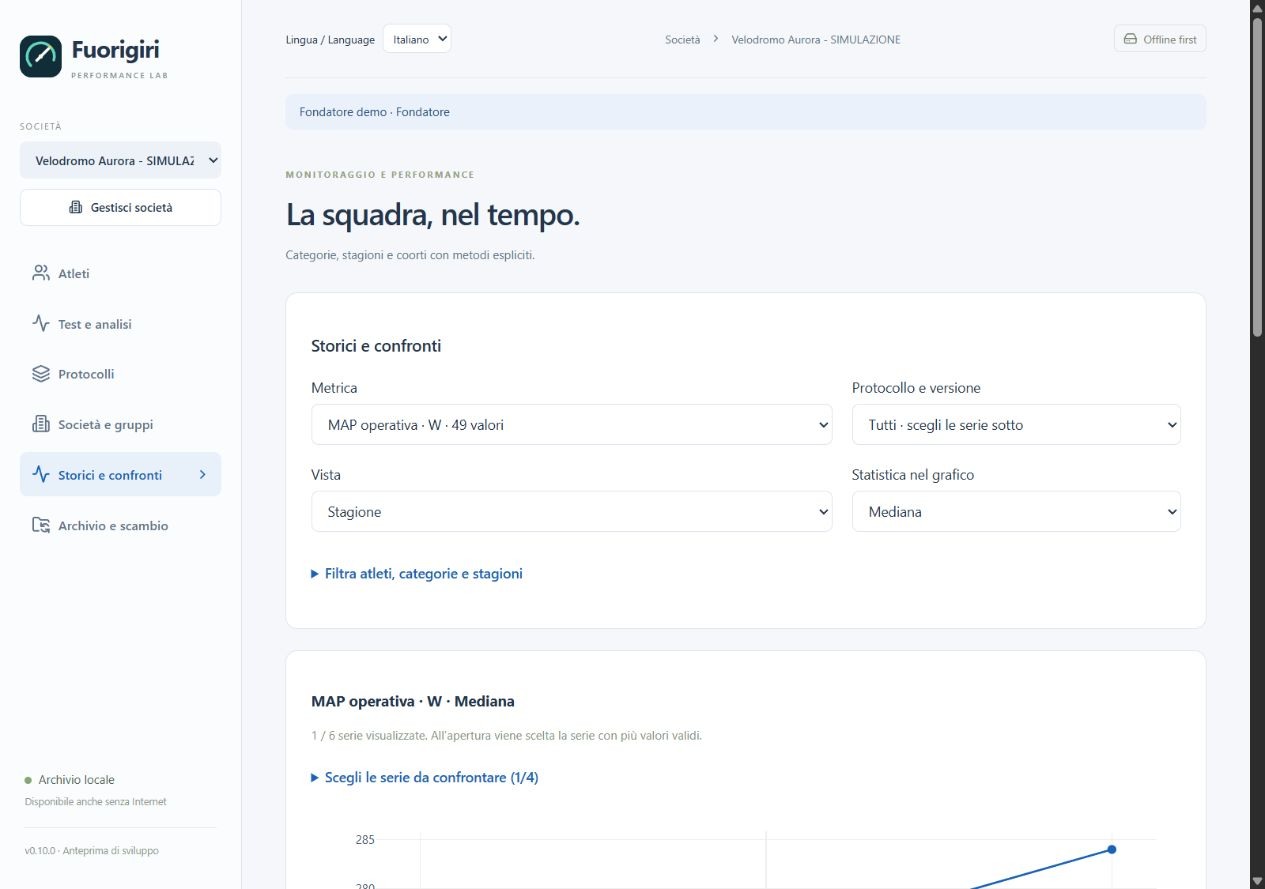 Fuorigiri
PERFORMANCE LAB
SOCIETÀ
Velodromo Aurora - SIMULAZ
Gestisci società
Atleti
Test e analisi
Protocolli
Società e gruppi
Storici e confronti
Archivio e scambio
Archivio locale
Disponibile anche senza Internet
v0.10.0 · Anteprima di sviluppo
Lingua / Language Italiano
Società > Velodromo Aurora - SIMULAZIONE
Offline first
Fondatore demo · Fondatore
MONITORAGGIO E PERFORMANCE
La squadra, nel tempo.
Categorie, stagioni e coorti con metodi espliciti.
Storici e confronti
Metrica
MAP operativa · W · 49 valori
Protocollo e versione
Tutti · scegli le serie sotto
Vista
Stagione
Statistica nel grafico
Mediana
Filtra atleti, categorie e stagioni
MAP operativa · W · Mediana
1 / 6 serie visualizzate. All'apertura viene scelta la serie con più valori validi.
Scegli le serie da confrontare (1/4)
285
280